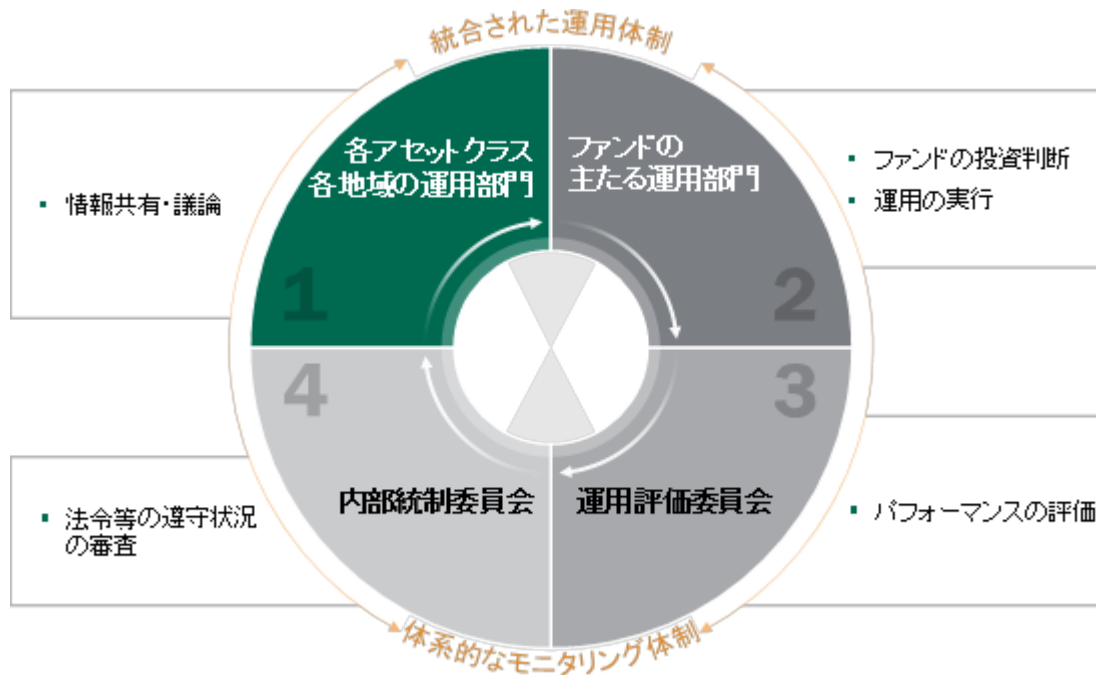 統合された運用体制
各アセットクラス
各地域の運用部門
1
・情報共有・議論
ファンドの
主たる運用部門
2
・ファンドの投資判断
・運用の実行
4
内部統制委員会
・法令等の遵守状況
の審査
3
運用評価委員会
・パフォーマンスの評価
体系的なモニタリング体制